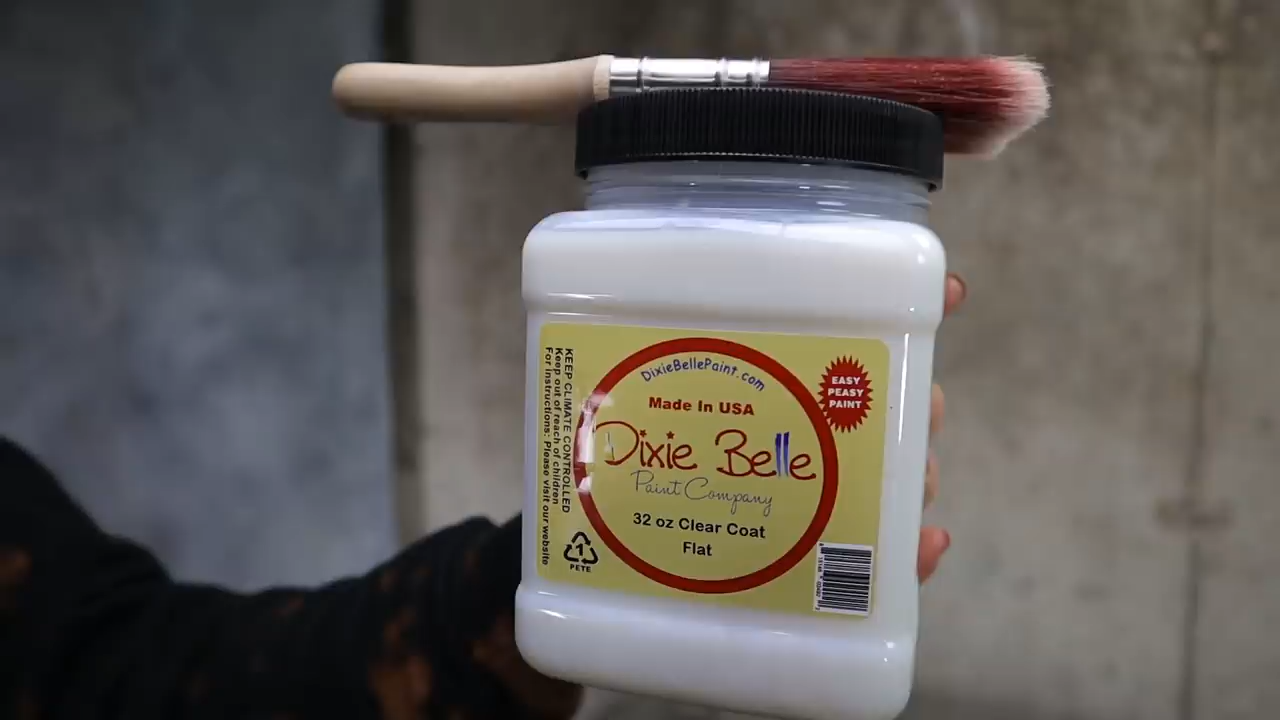 DixieBellePaint.com
Made In USA
Dixie Belle
Paint Company
32 oz Clear Coat
Flat
EASY
PEASY
PAINT
KEEP CLIMATE CONTROLLED
Keep out of reach of children
For instructions: Please visit our website
1
PETE